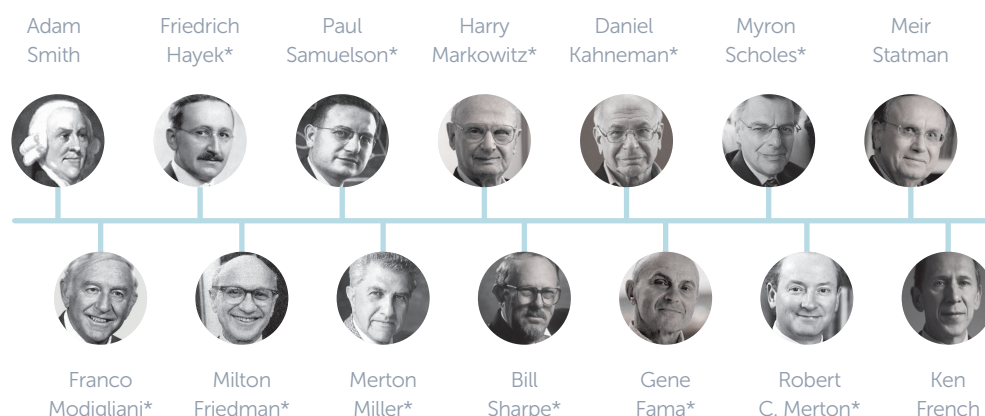 Adam
Smith
Friedrich
Hayek*
Paul
Samuelson*
Harry
Markowitz*
Daniel
Kahneman*
Myron
Scholes*
Meir
Statman
Franco
Modigliani*
Milton
Friedman*
Merton
Miller*
Bill
Sharpe*
Gene
Fama*
Robert
C. Merton*
Ken
French